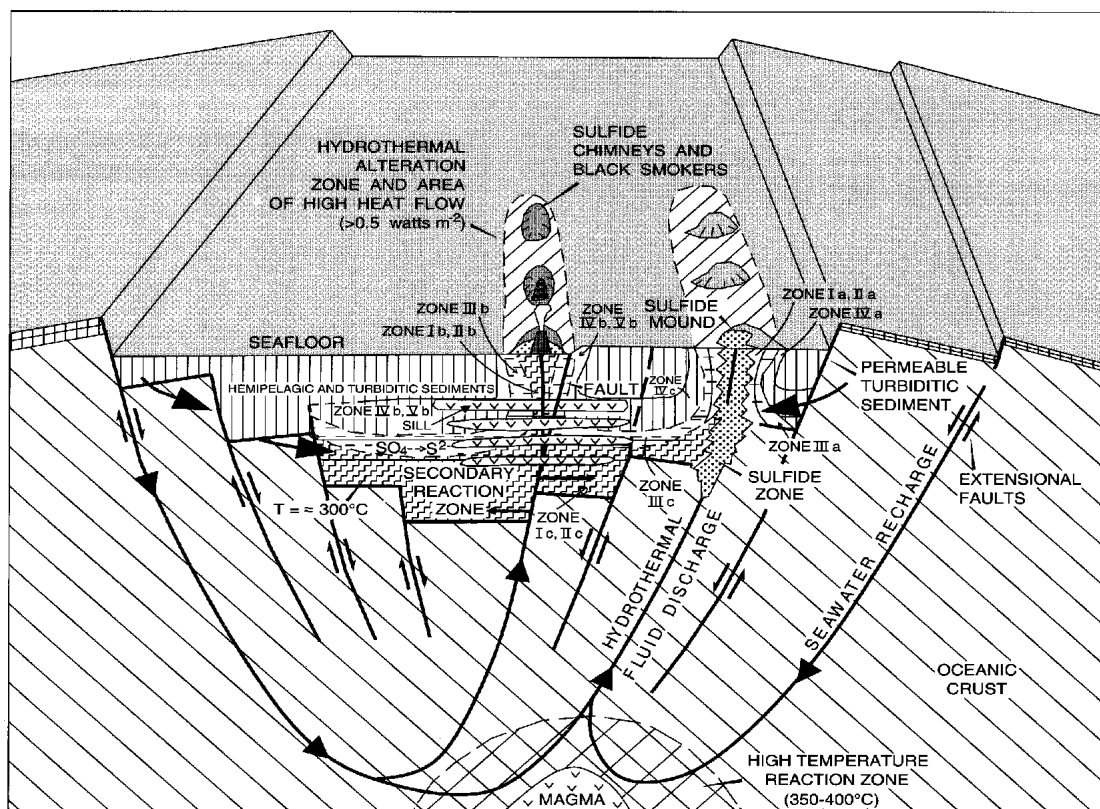 HYDROTHERMAL
ALTERATION
ZONE AND AREA
OF HIGH HEAT FLOW
(>0.5 watts m⁻²)
SULFIDE
CHIMNEYS AND
BLACK SMOKERS
ZONE III b
ZONE I b, II b
ZONE
IV b, V b
SULFIDE
MOUND
ZONE I a, II a
ZONE IV a
SEAFLOOR
HEMIPELAGIC AND TURBIDITIC SEDIMENTS
FAULT
ZONE
IV c
PERMEABLE
TURBIDITIC
SEDIMENT
ZONE IV b, V b
SILL
SO₄→S²
ZONE III a
SECONDARY
REACTION
ZONE
SULFIDE
ZONE
EXTENSIONAL
FAULTS
T = ≈ 300°C
ZONE
III c
ZONE
I c, II c
HYDROTHERMAL
FLUID DISCHARGE
SEAWATER RECHARGE
OCEANIC
CRUST
HIGH TEMPERATURE
REACTION ZONE
(350-400°C)
MAGMA